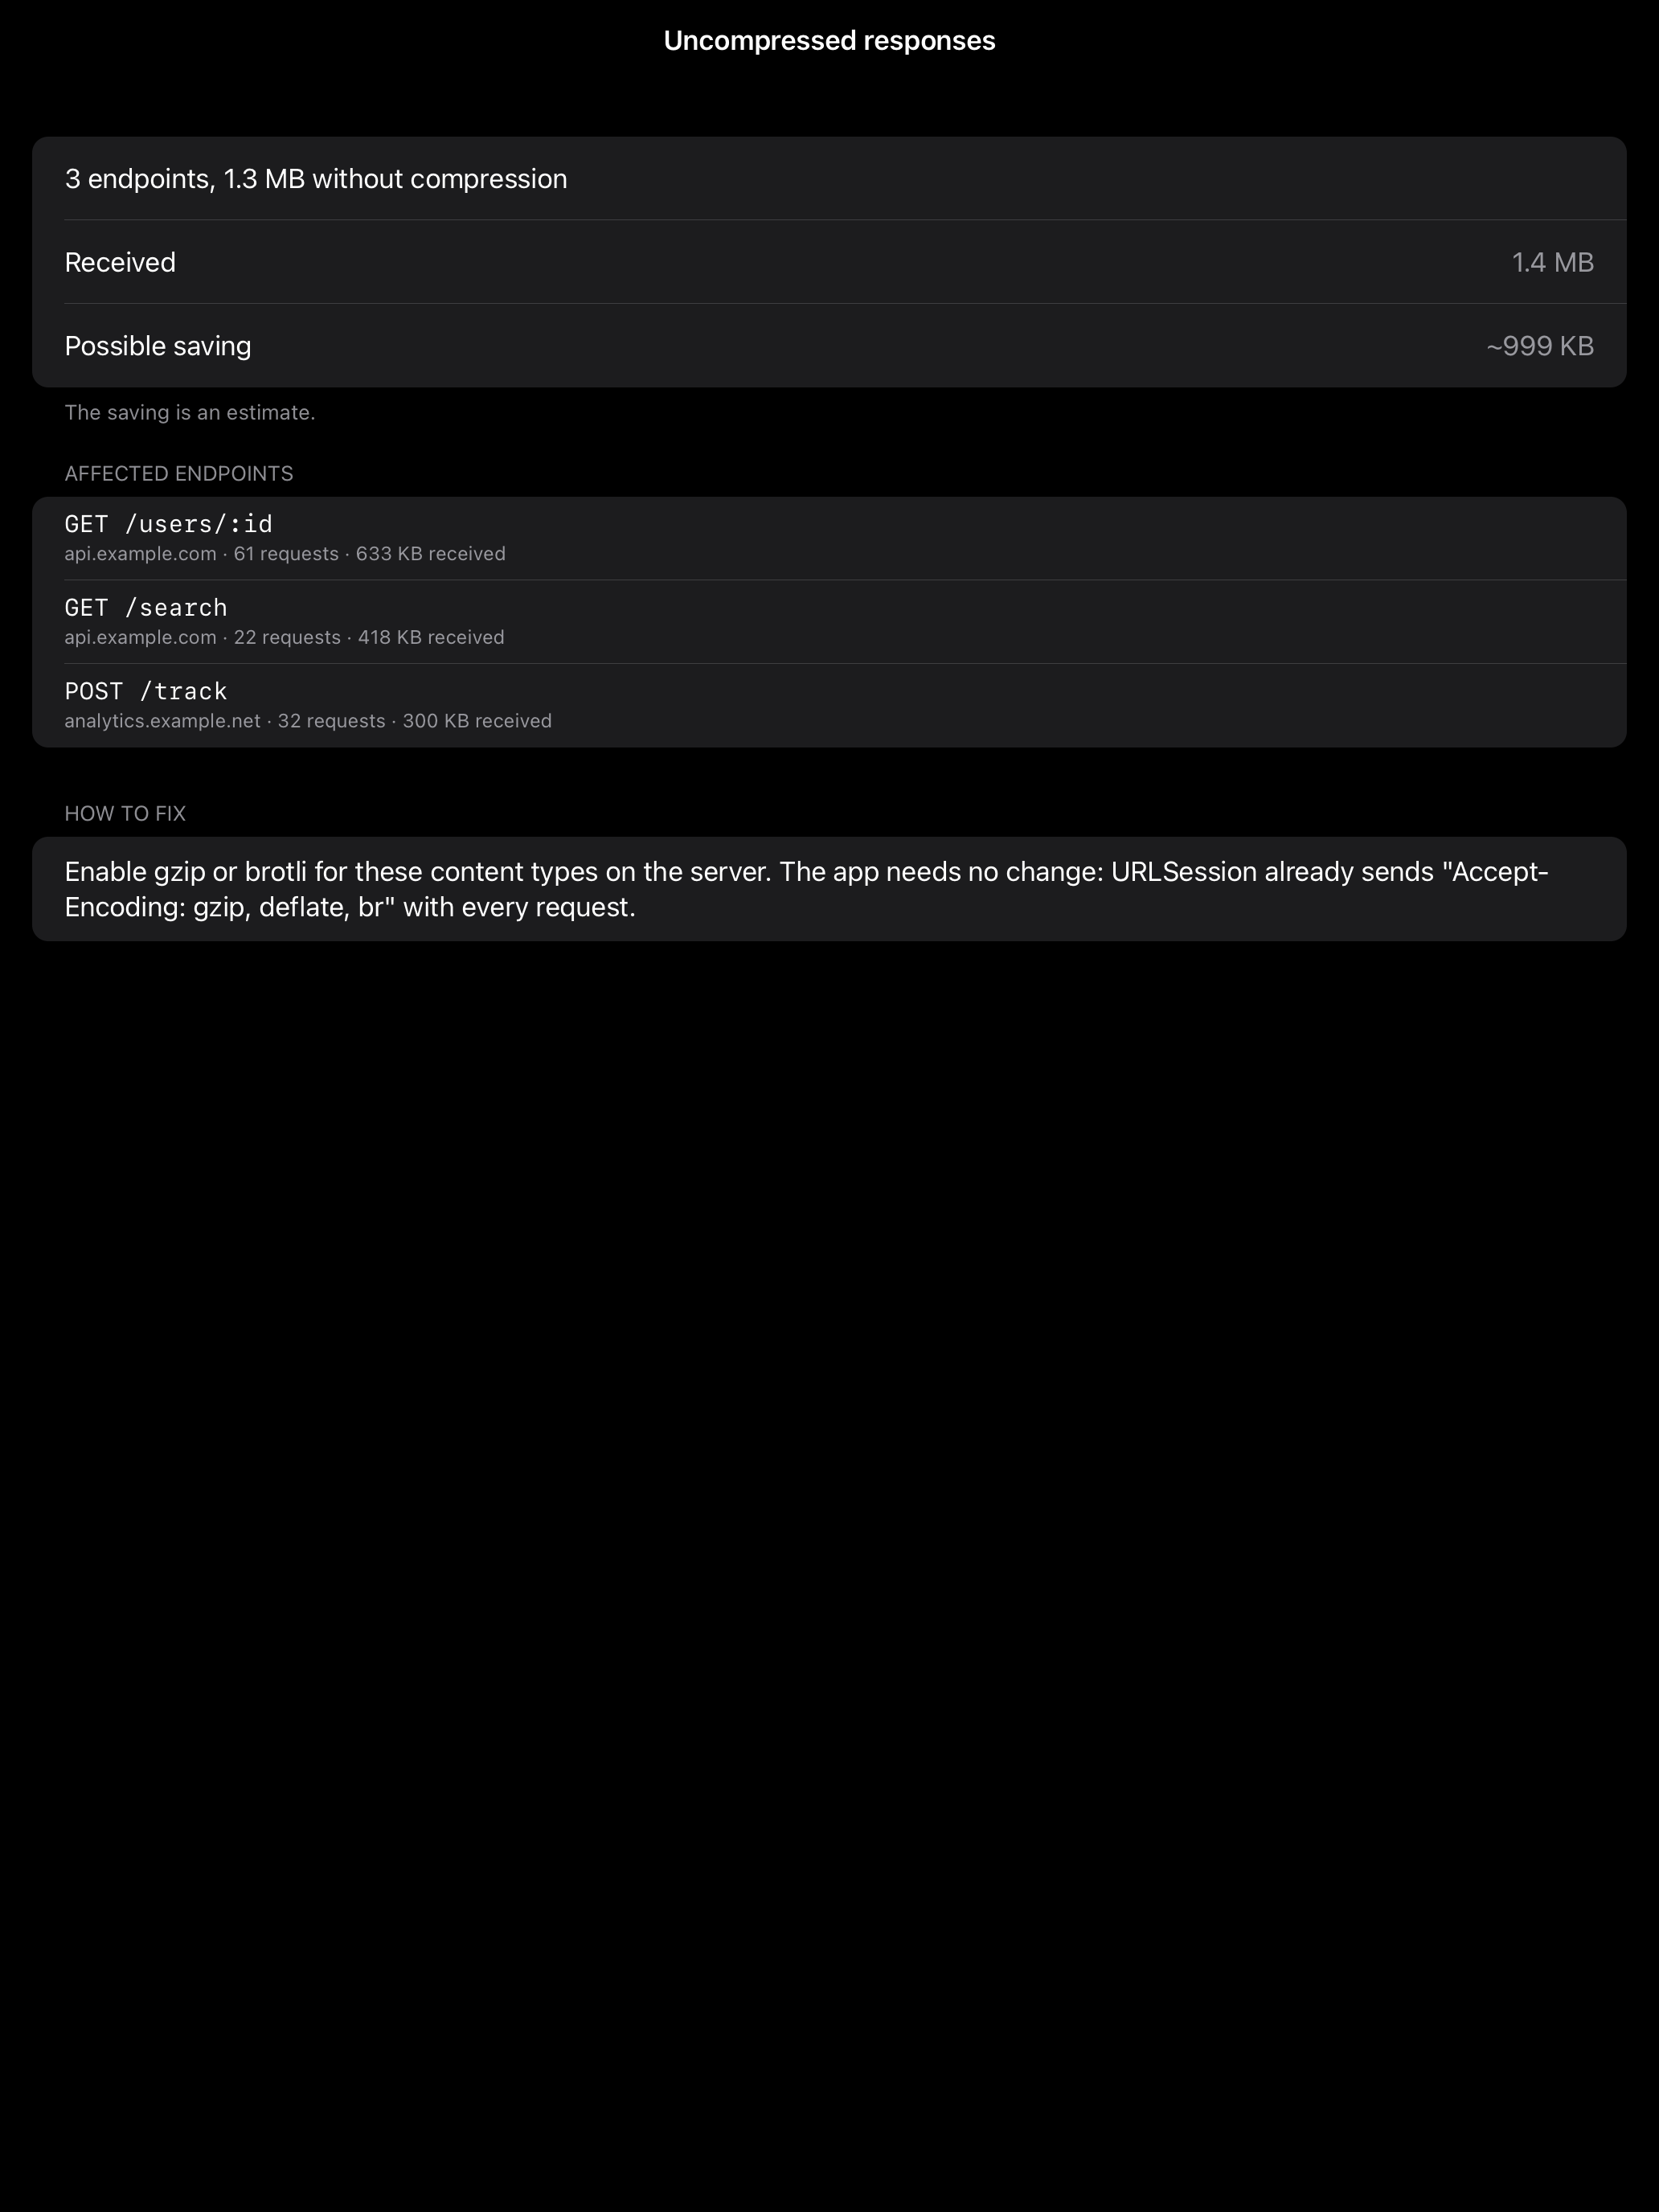 Uncompressed responses
3 endpoints, 1.3 MB without compression
Received 1.4 MB
Possible saving ~999 KB
The saving is an estimate.
AFFECTED ENDPOINTS
GET /users/:id
api.example.com · 61 requests · 633 KB received
GET /search
api.example.com · 22 requests · 418 KB received
POST /track
analytics.example.net · 32 requests · 300 KB received
HOW TO FIX
Enable gzip or brotli for these content types on the server. The app needs no change: URLSession already sends "Accept-
Encoding: gzip, deflate, br" with every request.